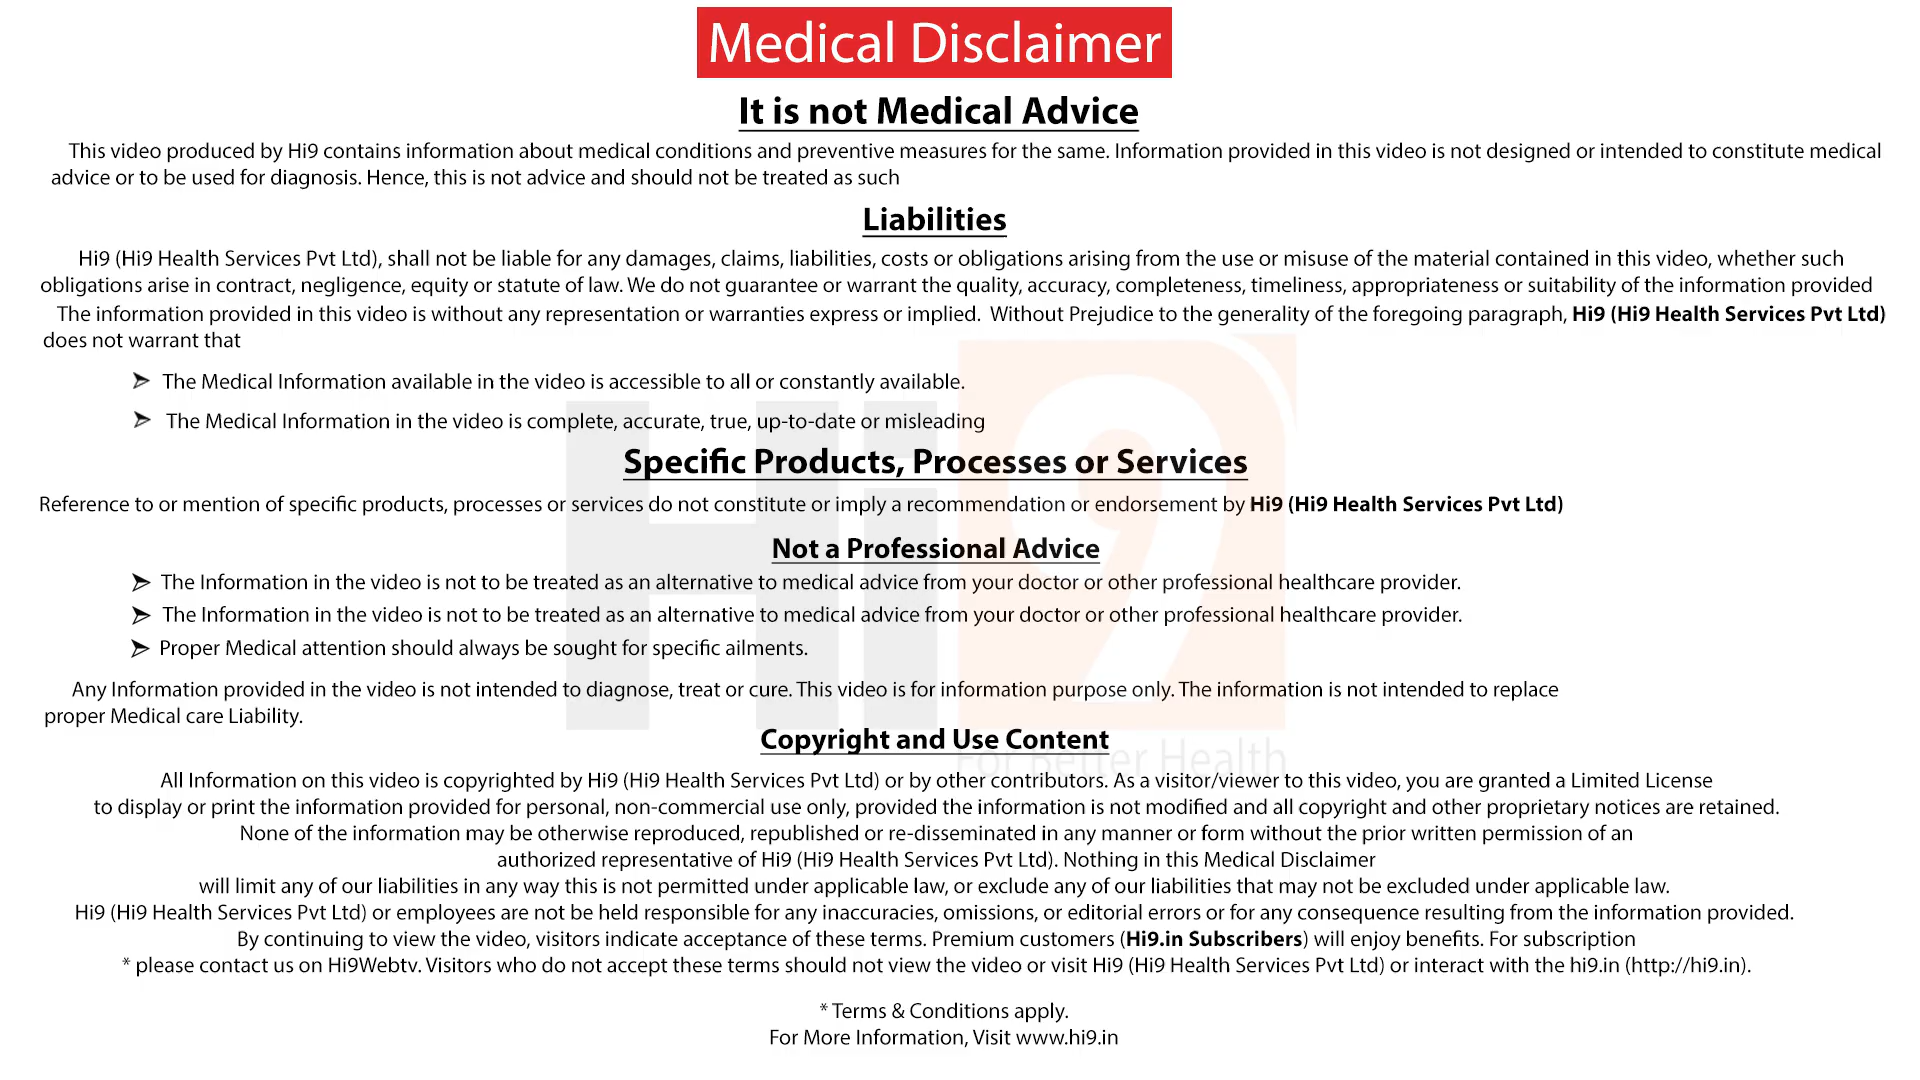 Medical Disclaimer
It is not Medical Advice
This video produced by Hi9 contains information about medical conditions and preventive measures for the same. Information provided in this video is not designed or intended to constitute medical
advice or to be used for diagnosis. Hence, this is not advice and should not be treated as such
Liabilities
Hi9 (Hi9 Health Services Pvt Ltd), shall not be liable for any damages, claims, liabilities, costs or obligations arising from the use or misuse of the material contained in this video, whether such
obligations arise in contract, negligence, equity or statute of law. We do not guarantee or warrant the quality, accuracy, completeness, timeliness, appropriateness or suitability of the information provided
The information provided in this video is without any representation or warranties express or implied. Without Prejudice to the generality of the foregoing paragraph, Hi9 (Hi9 Health Services Pvt Ltd)
does not warrant that
➢ The Medical Information available in the video is accessible to all or constantly available.
➢ The Medical Information in the video is complete, accurate, true, up-to-date or misleading
Specific Products, Processes or Services
Reference to or mention of specific products, processes or services do not constitute or imply a recommendation or endorsement by Hi9 (Hi9 Health Services Pvt Ltd)
Not a Professional Advice
➢ The Information in the video is not to be treated as an alternative to medical advice from your doctor or other professional healthcare provider.
➢ The Information in the video is not to be treated as an alternative to medical advice from your doctor or other professional healthcare provider.
➢ Proper Medical attention should always be sought for specific ailments.
Any Information provided in the video is not intended to diagnose, treat or cure. This video is for information purpose only. The information is not intended to replace
proper Medical care Liability.
Hi9
For Better Health
Copyright and Use Content
All Information on this video is copyrighted by Hi9 (Hi9 Health Services Pvt Ltd) or by other contributors. As a visitor/viewer to this video, you are granted a Limited License
to display or print the information provided for personal, non-commercial use only, provided the information is not modified and all copyright and other proprietary notices are retained.
None of the information may be otherwise reproduced, republished or re-disseminated in any manner or form without the prior written permission of an
authorized representative of Hi9 (Hi9 Health Services Pvt Ltd). Nothing in this Medical Disclaimer
will limit any of our liabilities in any way this is not permitted under applicable law, or exclude any of our liabilities that may not be excluded under applicable law.
Hi9 (Hi9 Health Services Pvt Ltd) or employees are not be held responsible for any inaccuracies, omissions, or editorial errors or for any consequence resulting from the information provided.
By continuing to view the video, visitors indicate acceptance of these terms. Premium customers (Hi9.in Subscribers) will enjoy benefits. For subscription
* please contact us on Hi9Webtv. Visitors who do not accept these terms should not view the video or visit Hi9 (Hi9 Health Services Pvt Ltd) or interact with the hi9.in (http://hi9.in).
* Terms & Conditions apply.
For More Information, Visit www.hi9.in